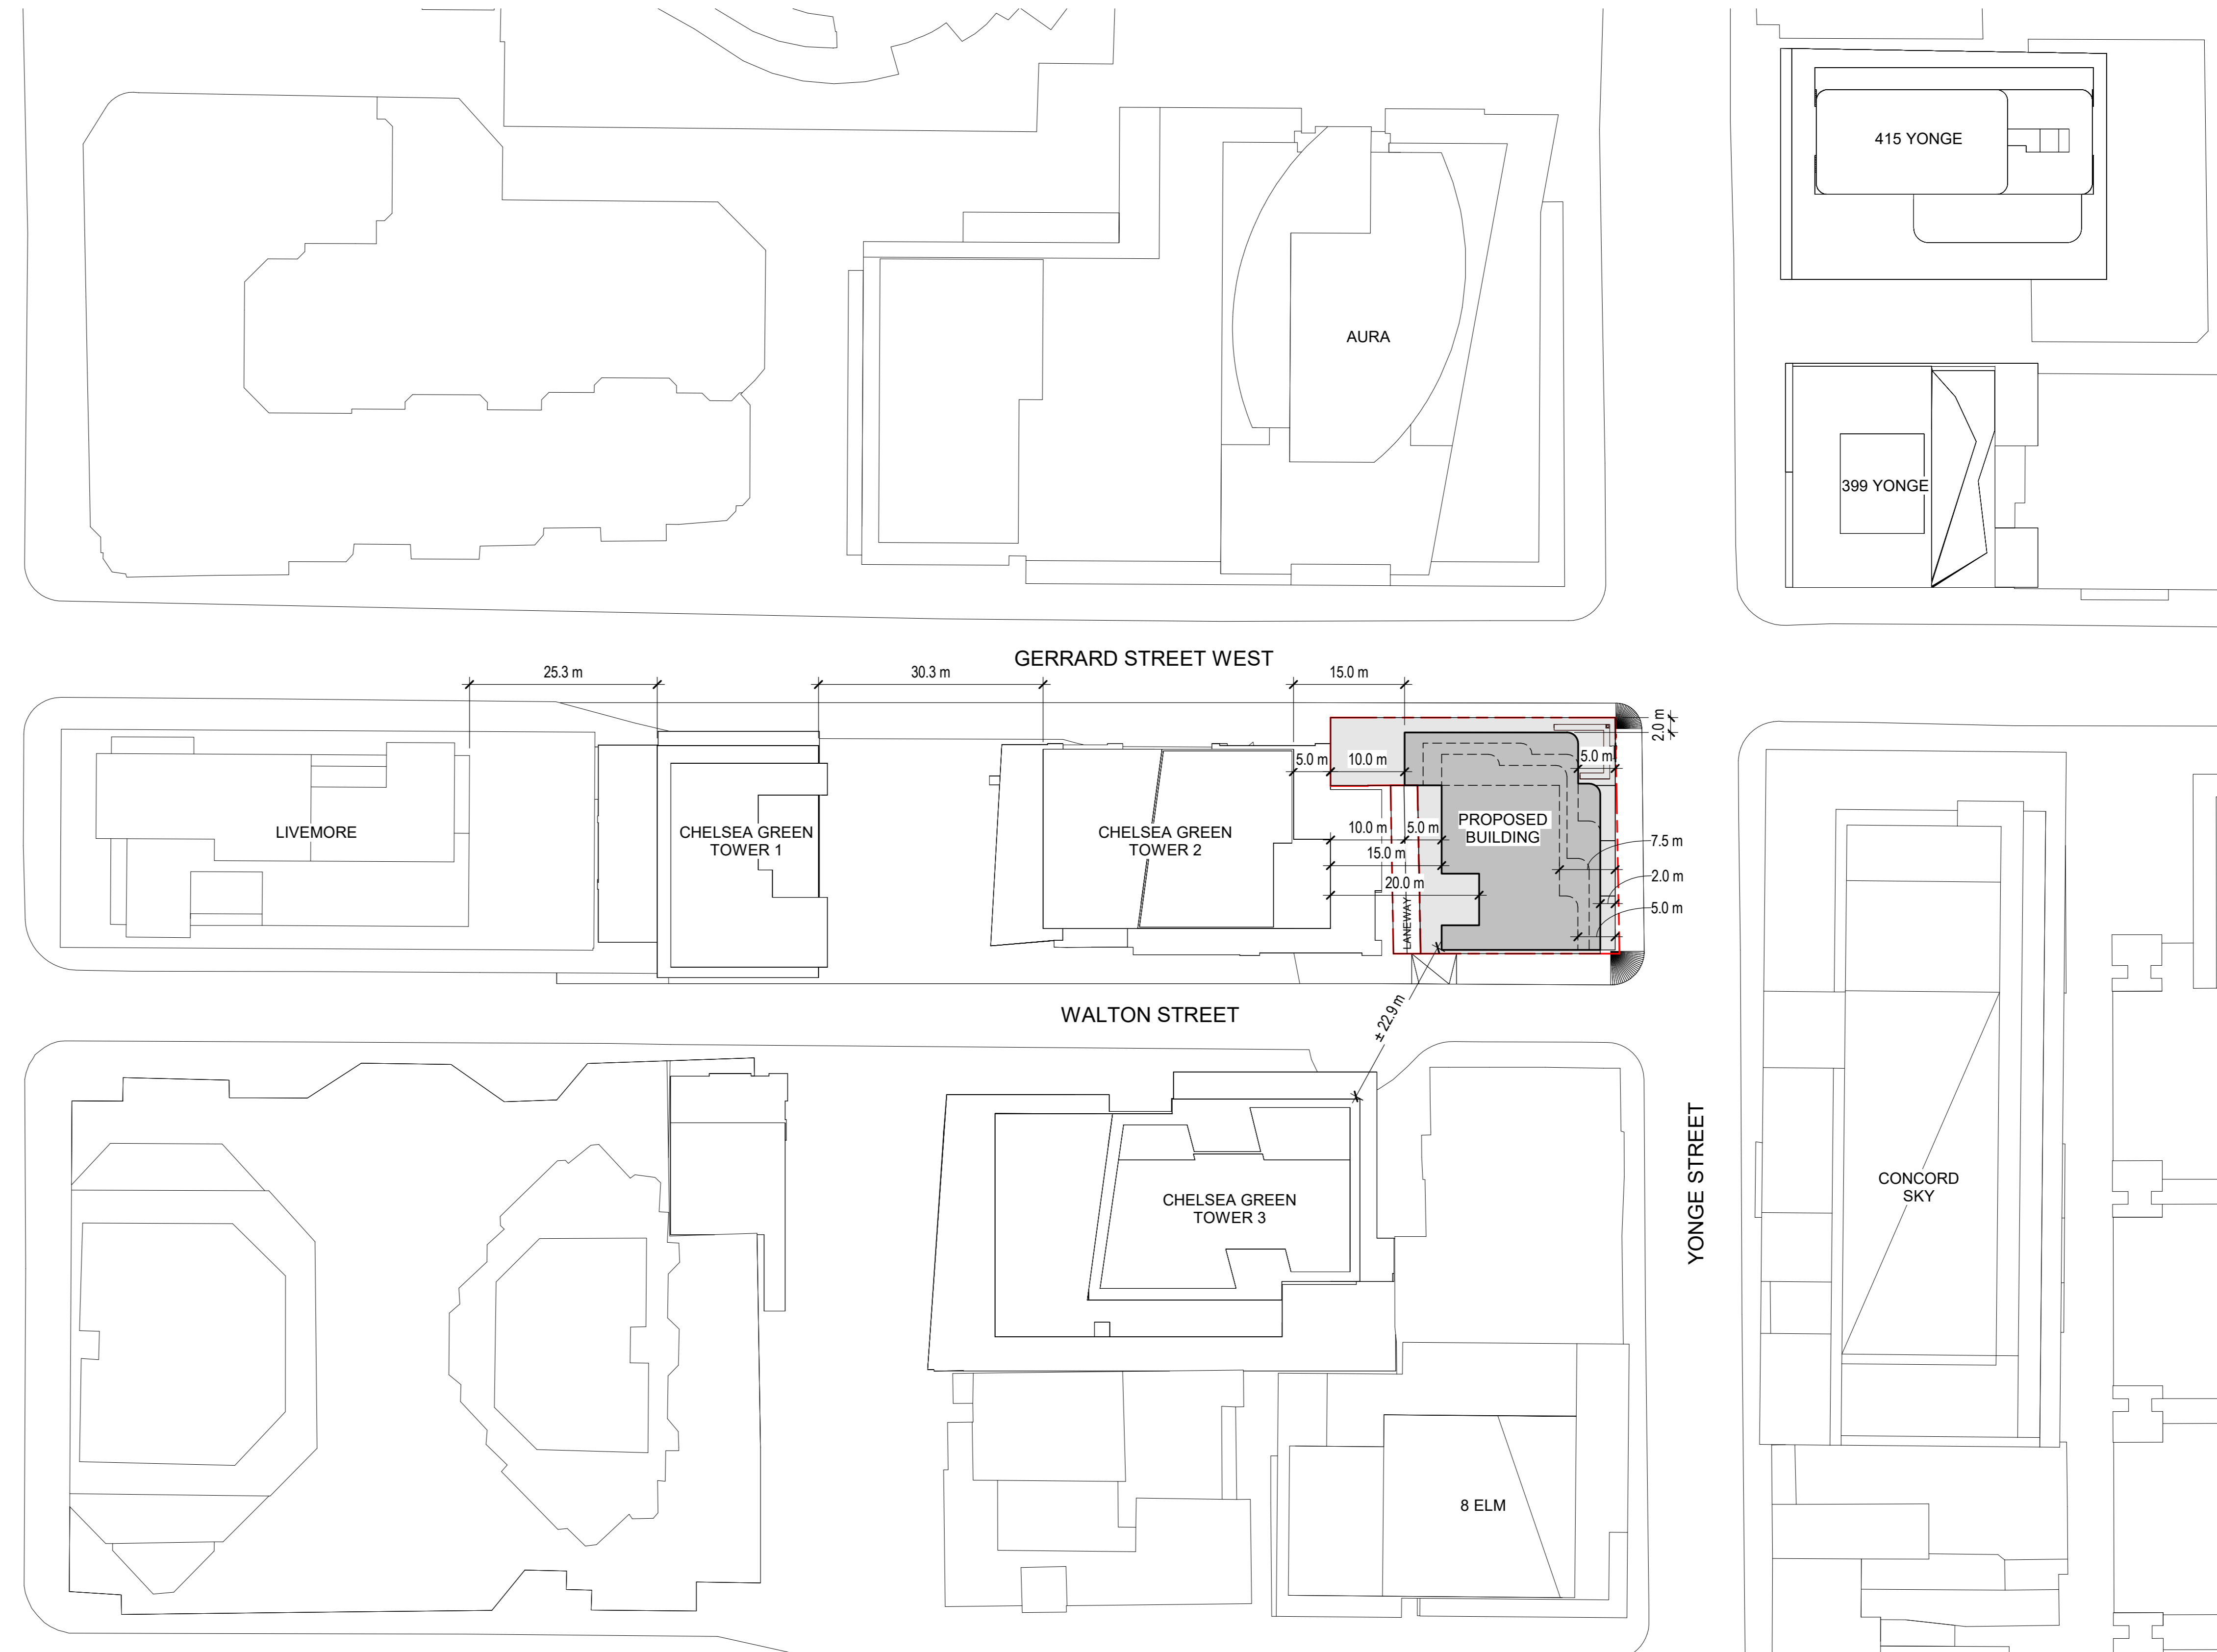 415 YONGE
AURA
399 YONGE
GERRARD STREET WEST
25.3 m
30.3 m
15.0 m
2.0 m
5.0 m
10.0 m
5.0 m
LIVEMORE
CHELSEA GREEN
TOWER 1
CHELSEA GREEN
TOWER 2
10.0 m
5.0 m
PROPOSED
BUILDING
7.5 m
15.0 m
2.0 m
20.0 m
5.0 m
LANEWAY
WALTON STREET
± 22.9 m
YONGE STREET
CHELSEA GREEN
TOWER 3
CONCORD
SKY
8 ELM